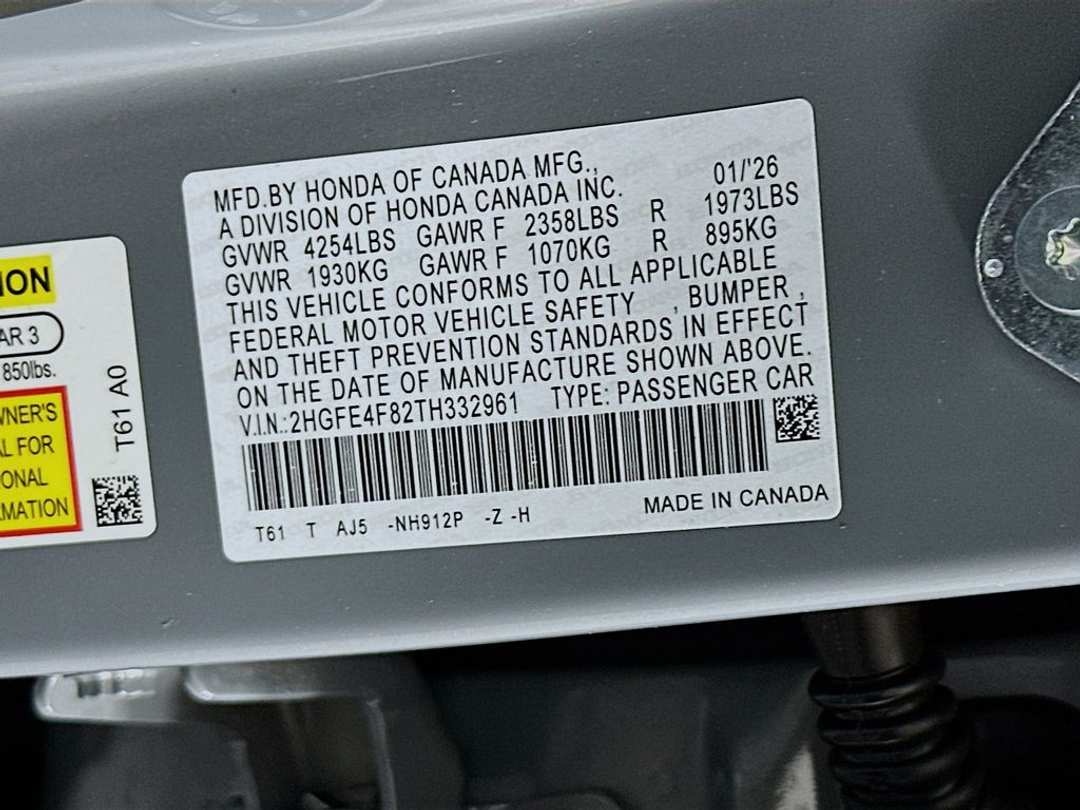 MFD.BY HONDA OF CANADA MFG., 01/'26
A DIVISION OF HONDA CANADA INC.
GVWR 4254LBS GAWR F 2358LBS R 1973LBS
GVWR 1930KG GAWR F 1070KG R 895KG
THIS VEHICLE CONFORMS TO ALL APPLICABLE
FEDERAL MOTOR VEHICLE SAFETY , BUMPER ,
AND THEFT PREVENTION STANDARDS IN EFFECT
ON THE DATE OF MANUFACTURE SHOWN ABOVE.
V.I.N.: 2HGFE4F82TH332961 TYPE: PASSENGER CAR
T61 T AJ5 -NH912P -Z -H MADE IN CANADA
ION
AR 3
850lbs.
WNER'S
AL FOR
ONAL
RMATION
T61 A0